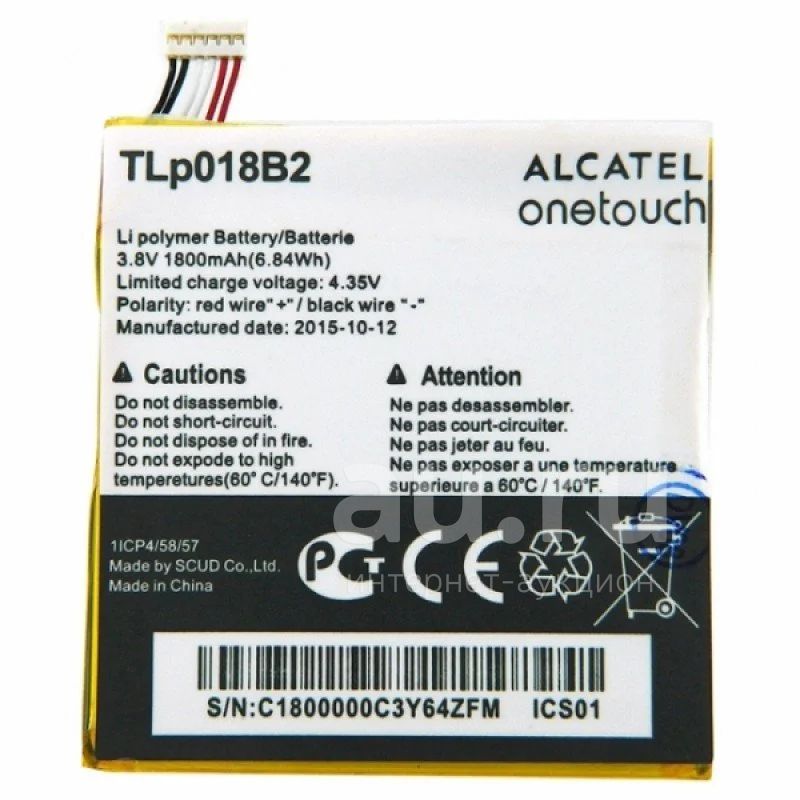 TLp018B2
ALCATEL
onetouch
Li polymer Battery/Batterie
3.8V 1800mAh(6.84Wh)
Limited charge voltage: 4.35V
Polarity: red wire"+"/ black wire "-"
Manufactured date: 2015-10-12
Cautions
Do not disassemble.
Do not short-circuit.
Do not dispose of in fire.
Do not expode to high
temperatures(60°C/140°F).
Attention
Ne pas desassembler.
Ne pas court-circuiter.
Ne pas jeter au feu.
Ne pas exposer a une temperature
superieure a 60°C/140°F.
au.ru
интернет-аукцион
1ICP4/58/57
Made by SCUD Co.,Ltd.
Made in China
PG
CE
S/N:C1800000C3Y64ZFM ICS01